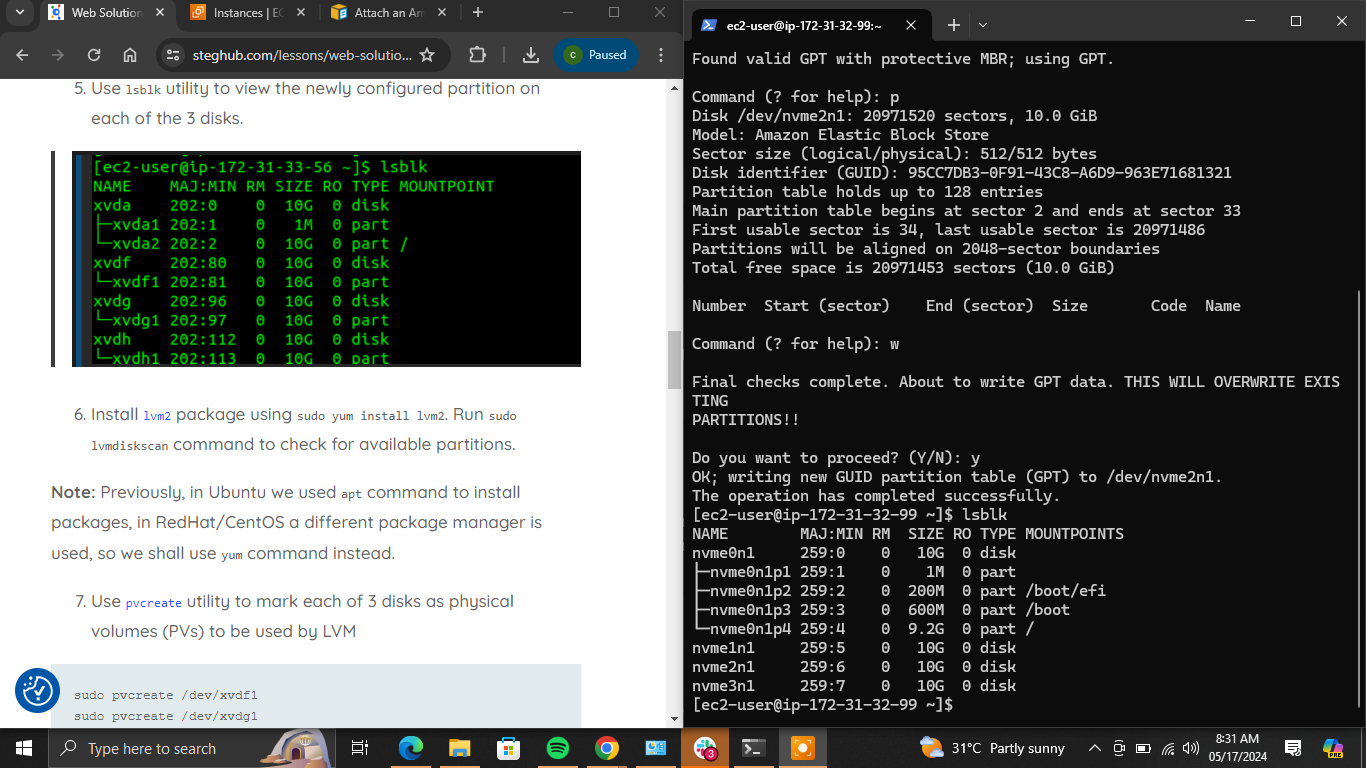 Web Solution
Instances | EC
Attach an Am
steghub.com/lessons/web-solutio...
c
Paused
5. Use lsblk utility to view the newly configured partition on
each of the 3 disks.
[ec2-user@ip-172-31-33-56 ~]$ lsblk
NAME MAJ:MIN RM SIZE RO TYPE MOUNTPOINT
xvda 202:0 0 10G 0 disk
├─xvda1 202:1 0 1M 0 part
└─xvda2 202:2 0 10G 0 part /
xvdf 202:80 0 10G 0 disk
└─xvdf1 202:81 0 10G 0 part
xvdg 202:96 0 10G 0 disk
└─xvdg1 202:97 0 10G 0 part
xvdh 202:112 0 10G 0 disk
└─xvdh1 202:113 0 10G 0 part
6. Install lvm2 package using sudo yum install lvm2. Run sudo
lvmdiskscan command to check for available partitions.
Note: Previously, in Ubuntu we used apt command to install
packages, in RedHat/CentOS a different package manager is
used, so we shall use yum command instead.
7. Use pvcreate utility to mark each of 3 disks as physical
volumes (PVs) to be used by LVM
sudo pvcreate /dev/xvdf1
sudo pvcreate /dev/xvdg1
ec2-user@ip-172-31-32-99:~
Found valid GPT with protective MBR; using GPT.
Command (? for help): p
Disk /dev/nvme2n1: 20971520 sectors, 10.0 GiB
Model: Amazon Elastic Block Store
Sector size (logical/physical): 512/512 bytes
Disk identifier (GUID): 95CC7DB3-0F91-43C8-A6D9-963E71681321
Partition table holds up to 128 entries
Main partition table begins at sector 2 and ends at sector 33
First usable sector is 34, last usable sector is 20971486
Partitions will be aligned on 2048-sector boundaries
Total free space is 20971453 sectors (10.0 GiB)
Number Start (sector) End (sector) Size Code Name
Command (? for help): w
Final checks complete. About to write GPT data. THIS WILL OVERWRITE EXIS
TING
PARTITIONS!!
Do you want to proceed? (Y/N): y
OK; writing new GUID partition table (GPT) to /dev/nvme2n1.
The operation has completed successfully.
[ec2-user@ip-172-31-32-99 ~]$ lsblk
NAME MAJ:MIN RM SIZE RO TYPE MOUNTPOINTS
nvme0n1 259:0 0 10G 0 disk
├─nvme0n1p1 259:1 0 1M 0 part
├─nvme0n1p2 259:2 0 200M 0 part /boot/efi
├─nvme0n1p3 259:3 0 600M 0 part /boot
└─nvme0n1p4 259:4 0 9.2G 0 part /
nvme1n1 259:5 0 10G 0 disk
nvme2n1 259:6 0 10G 0 disk
nvme3n1 259:7 0 10G 0 disk
[ec2-user@ip-172-31-32-99 ~]$
Type here to search
3
31°C Partly sunny
8:31 AM
05/17/2024
PRE